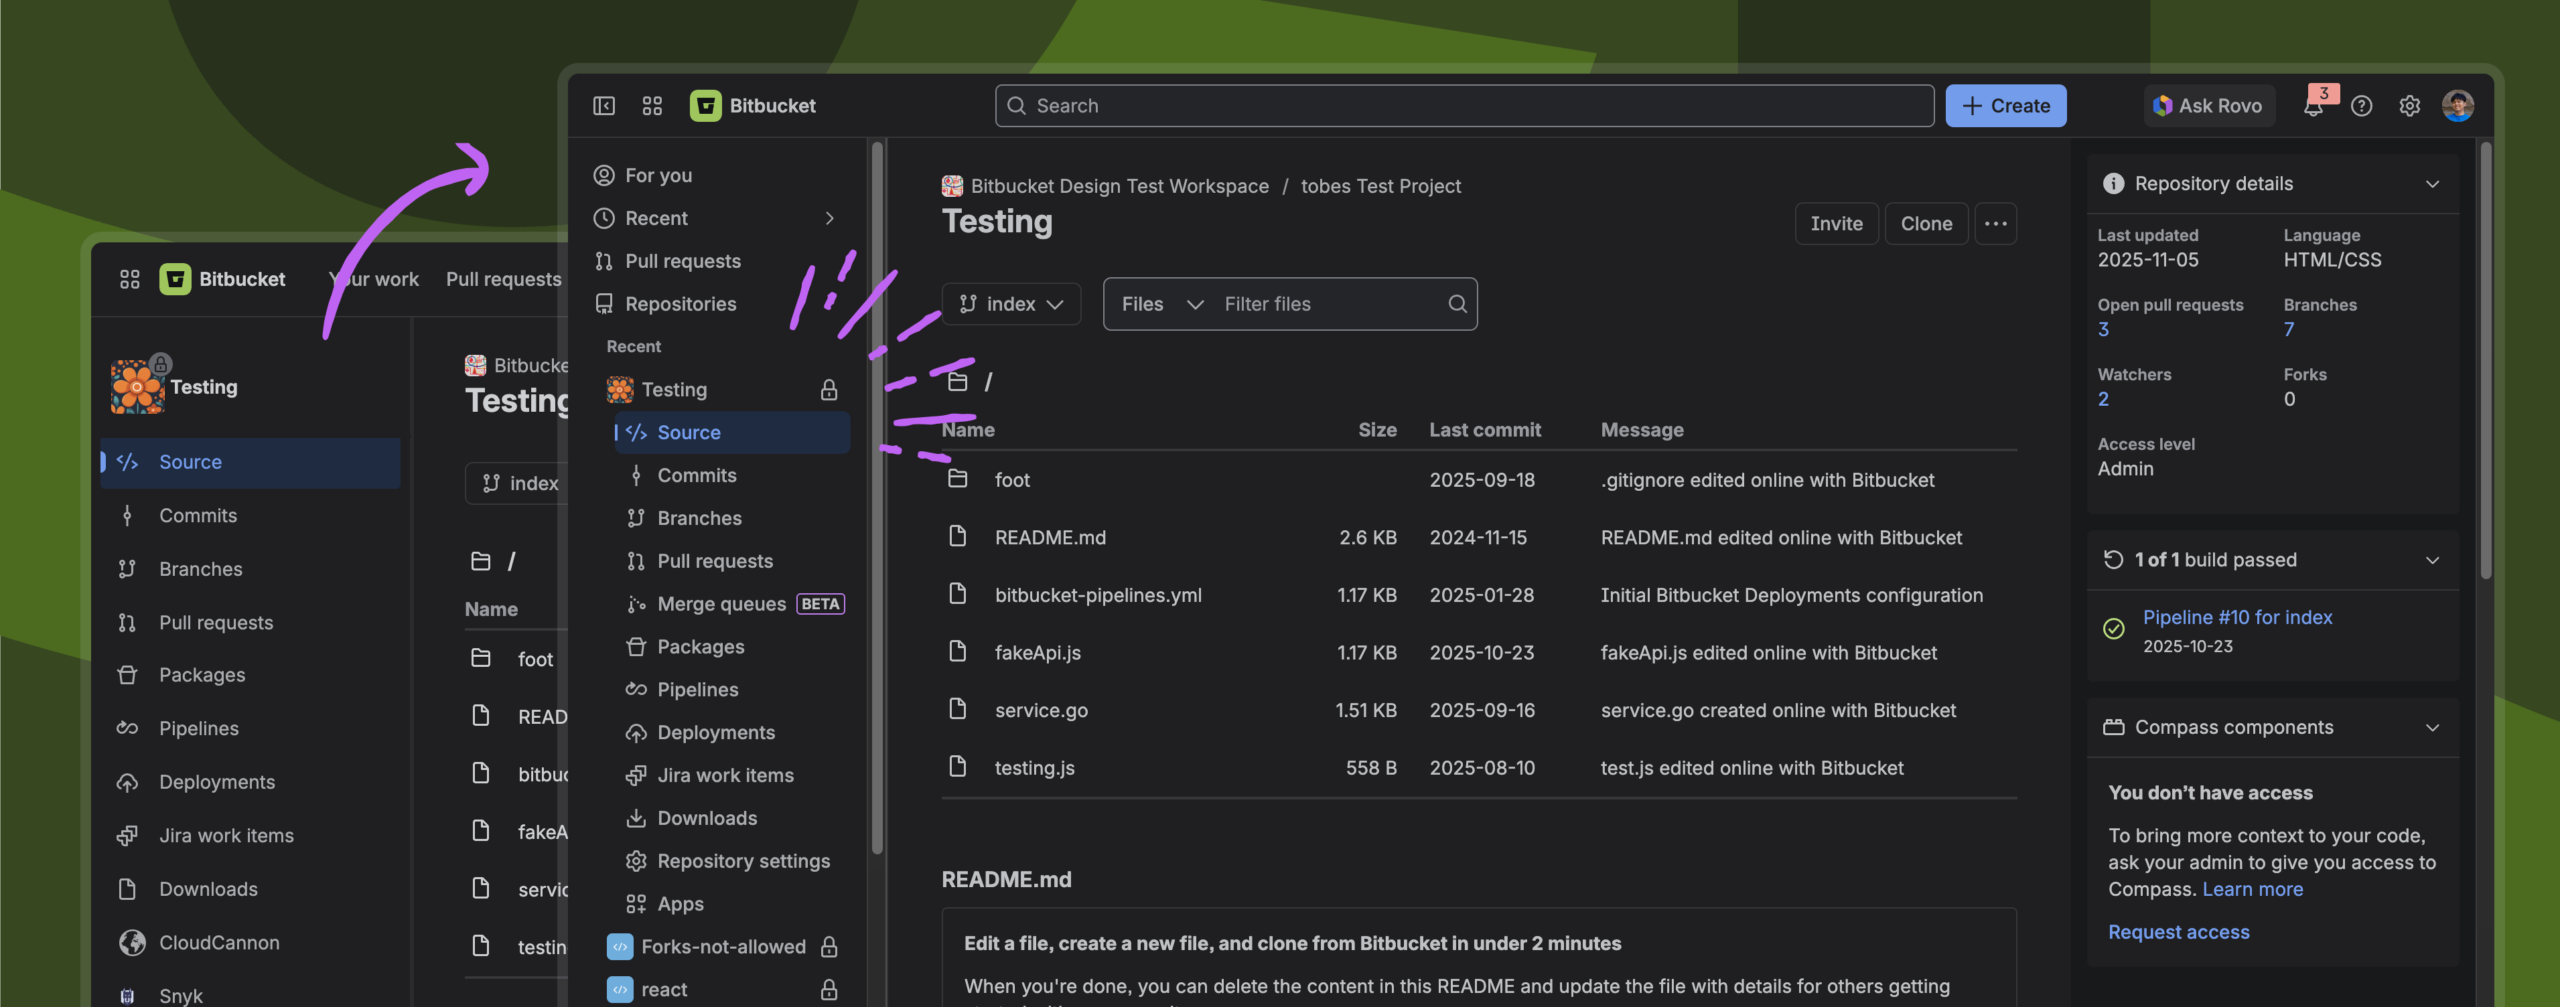 Bitbucket
Your work
Pull requests
Testing
Source
Commits
Branches
Pull requests
Packages
Pipelines
Deployments
Jira work items
Downloads
CloudCannon
Snyk
Bitbucke
Testing
index
/
Name
foot
READ
bitbuc
fakeA
servic
testin
Bitbucket
Search
+ Create
Ask Rovo
3
For you
Recent
Pull requests
Repositories
Recent
Testing
Source
Commits
Branches
Pull requests
Merge queues BETA
Packages
Pipelines
Deployments
Jira work items
Downloads
Repository settings
Apps
Forks-not-allowed
react
Bitbucket Design Test Workspace / tobes Test Project
Testing
Invite Clone ...
index
Files Filter files
/
Name Size Last commit Message
foot 2025-09-18 .gitignore edited online with Bitbucket
README.md 2.6 KB 2024-11-15 README.md edited online with Bitbucket
bitbucket-pipelines.yml 1.17 KB 2025-01-28 Initial Bitbucket Deployments configuration
fakeApi.js 1.17 KB 2025-10-23 fakeApi.js edited online with Bitbucket
service.go 1.51 KB 2025-09-16 service.go created online with Bitbucket
testing.js 558 B 2025-08-10 test.js edited online with Bitbucket
README.md
Edit a file, create a new file, and clone from Bitbucket in under 2 minutes
When you're done, you can delete the content in this README and update the file with details for others getting
Repository details
Last updated Language
2025-11-05 HTML/CSS
Open pull requests Branches
3 7
Watchers Forks
2 0
Access level
Admin
1 of 1 build passed
Pipeline #10 for index
2025-10-23
Compass components
You don’t have access
To bring more context to your code,
ask your admin to give you access to
Compass. Learn more
Request access